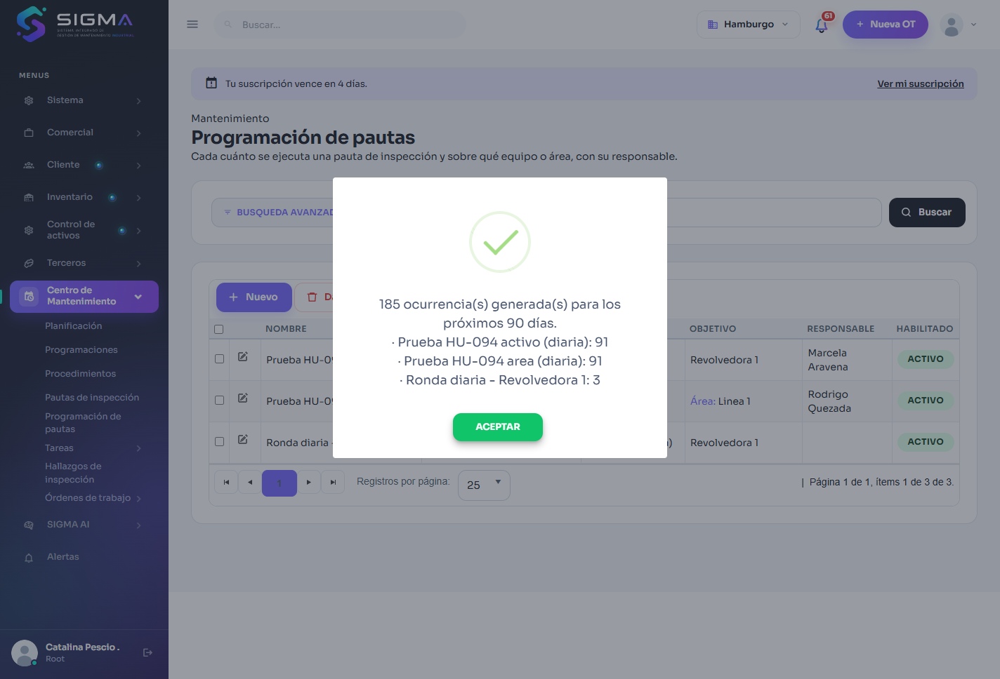 SIGMA
SISTEMA INTEGRADO DE
GESTIÓN DE MANTENIMIENTO INDUSTRIAL
Buscar...
Hamburgo
61
+ Nueva OT
MENUS
Sistema
Comercial
Cliente
Inventario
Control de
activos
Terceros
Centro de
Mantenimiento
Planificación
Programaciones
Procedimientos
Pautas de inspección
Programación de
pautas
Tareas
Hallazgos de
inspección
Órdenes de trabajo
SIGMA AI
Alertas
Catalina Pescio .
Root
Tu suscripción vence en 4 días.
Ver mi suscripción
Mantenimiento
Programación de pautas
Cada cuánto se ejecuta una pauta de inspección y sobre qué equipo o área, con su responsable.
BUSQUEDA AVANZAD
Buscar
+ Nuevo
NOMBRE
OBJETIVO
RESPONSABLE
HABILITADO
Prueba HU-09
Revolvedora 1
Marcela
Aravena
ACTIVO
Prueba HU-09
Área: Linea 1
Rodrigo
Quezada
ACTIVO
Ronda diaria -
)
Revolvedora 1
ACTIVO
1
Registros por página:
25
| Página 1 de 1, ítems 1 de 3 de 3.
185 ocurrencia(s) generada(s) para los
próximos 90 días.
· Prueba HU-094 activo (diaria): 91
· Prueba HU-094 area (diaria): 91
· Ronda diaria - Revolvedora 1: 3
ACEPTAR